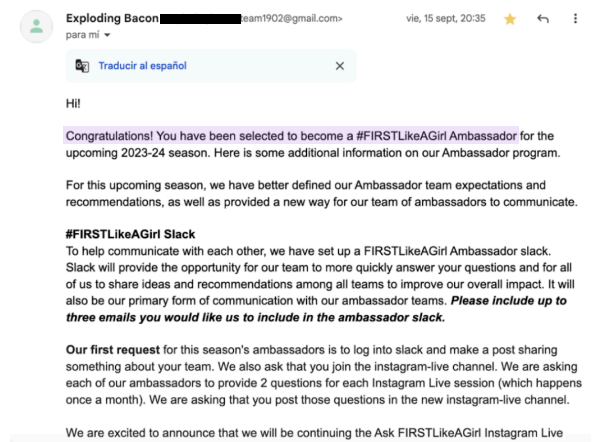 Exploding Bacon team1902@gmail.com> vie, 15 sept, 20:35
para mí
Traducir al español
Hi!
Congratulations! You have been selected to become a #FIRSTLikeAGirl Ambassador for the
upcoming 2023-24 season. Here is some additional information on our Ambassador program.
For this upcoming season, we have better defined our Ambassador team expectations and
recommendations, as well as provided a new way for our team of ambassadors to communicate.
#FIRSTLikeAGirl Slack
To help communicate with each other, we have set up a FIRSTLikeAGirl Ambassador slack.
Slack will provide the opportunity for our team to more quickly answer your questions and for all
of us to share ideas and recommendations among all teams to improve our overall impact. It will
also be our primary form of communication with our ambassador teams. Please include up to
three emails you would like us to include in the ambassador slack.
Our first request for this season's ambassadors is to log into slack and make a post sharing
something about your team. We also ask that you join the instagram-live channel. We are asking
each of our ambassadors to provide 2 questions for each Instagram Live session (which happens
once a month). We are asking that you post those questions in the new instagram-live channel.
We are excited to announce that we will be continuing the Ask FIRSTLikeAGirl Instagram Live